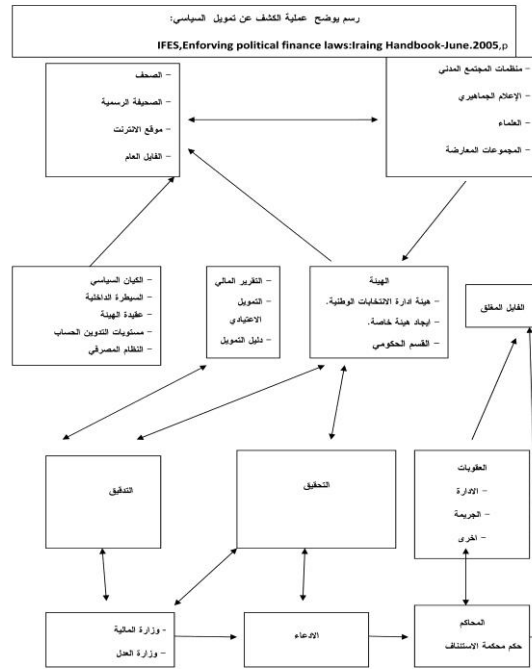 رسم يوضح عملية الكشف عن تمويل السياسي:
IFES,Enforving political finance laws:Iraing Handbook-June.2005,p
– الصحف
– الصحيفة الرسمية
– موقع الانترنت
– الفايل العام
– منظمات المجتمع المدني
– الإعلام الجماهيري
– العلماء
– المجموعات المعارضة
– الكيان السياسي
– السيطرة الداخلية
– عقيدة الهيئة
– مستويات التدوين الحساب
– النظام المصرفي
– التقرير المالي
– التمويل
الاعتيادي
– دليل التمويل
الهيئة
– هيئة ادارة الانتخابات الوطنية.
– ايجاد هيئة خاصة.
– القسم الحكومي
الفايل المغلق
التدقيق
التحقيق
العقوبات
– الادارة
– الجريمة
– اخرى
- وزارة المالية
– وزارة العدل
الادعاء
المحاكم
حكم محكمة الاستئناف